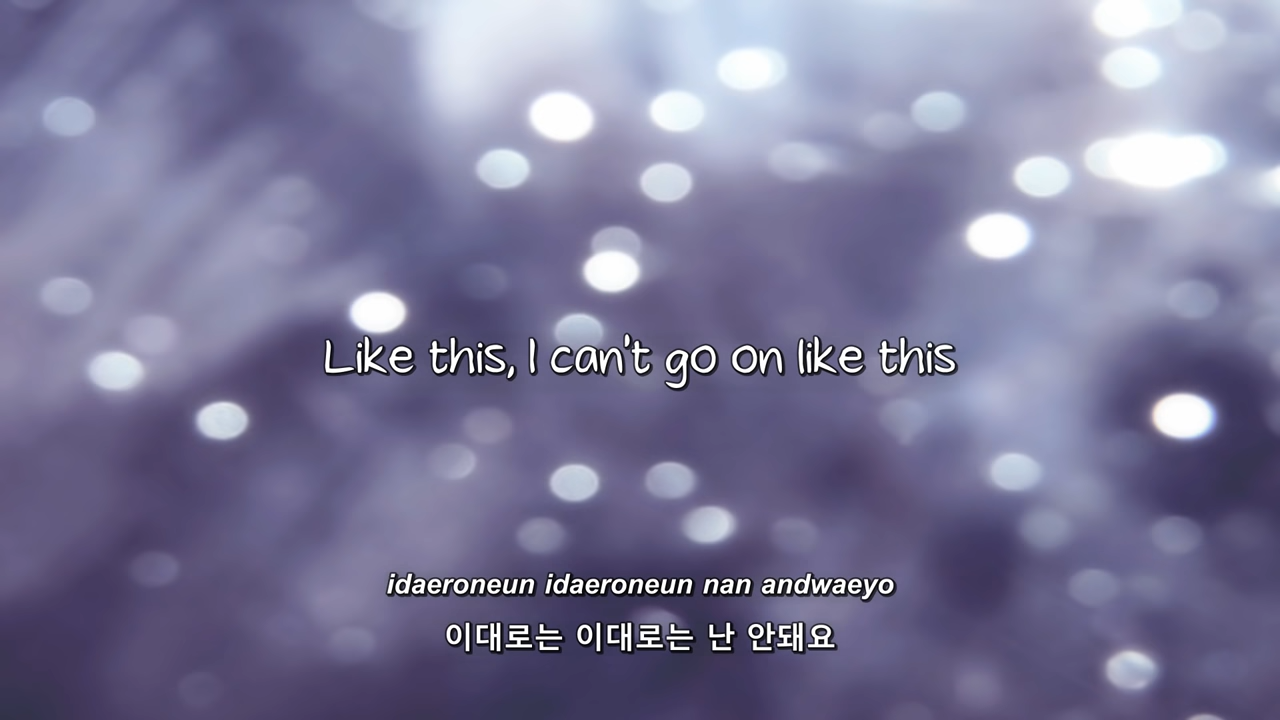 Like this, I can't go on like this
idaeroneun idaeroneun nan andwaeyo
이대로는 이대로는 난 안돼요